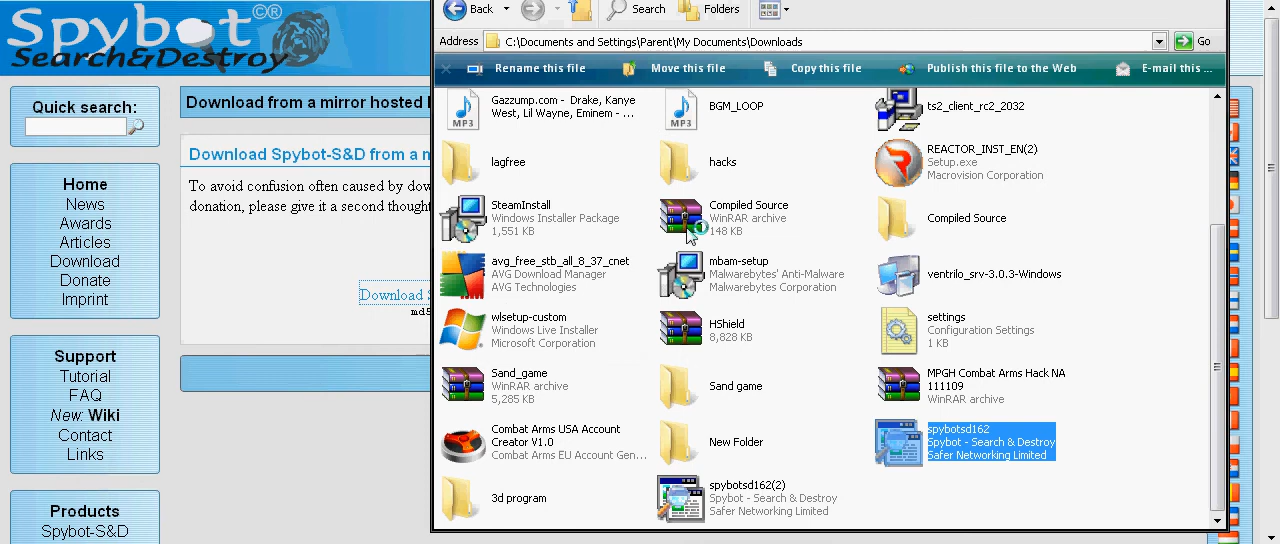 Spybot ©®
Search&Destroy
Quick search:
Home
News
Awards
Articles
Download
Donate
Imprint
Support
Tutorial
FAQ
New: Wiki
Contact
Links
Products
Spybot-S&D
Download from a mirror hosted
Download Spybot-S&D from a m
To avoid confusion often caused by dow
donation, please give it a second thought
Download
md5
Back
Search
Folders
Address C:\Documents and Settings\Parent\My Documents\Downloads Go
Rename this file
Move this file
Copy this file
Publish this file to the Web
E-mail this ...
Gazzump.com - Drake, Kanye
West, Lil Wayne, Eminem - ...
MP3
BGM_LOOP
MP3
ts2_client_rc2_2032
lagfree
hacks
REACTOR_INST_EN(2)
Setup.exe
Macrovision Corporation
SteamInstall
Windows Installer Package
1,551 KB
Compiled Source
WinRAR archive
148 KB
Compiled Source
avg_free_stb_all_8_37_cnet
AVG Download Manager
AVG Technologies
mbam-setup
Malwarebytes' Anti-Malware
Malwarebytes Corporation
ventrilo_srv-3.0.3-Windows
wlsetup-custom
Windows Live Installer
Microsoft Corporation
HShield
8,828 KB
settings
Configuration Settings
1 KB
Sand_game
WinRAR archive
5,285 KB
Sand game
MPGH Combat Arms Hack NA
111109
WinRAR archive
Combat Arms USA Account
Creator V1.0
Combat Arms EU Account Gen...
New Folder
spybotsd162
Spybot - Search & Destroy
Safer Networking Limited
3d program
spybotsd162(2)
Spybot - Search & Destroy
Safer Networking Limited